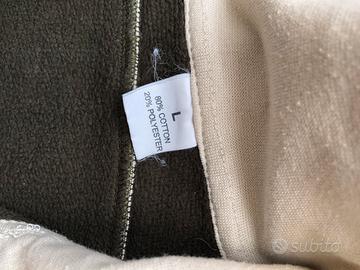 L
80% COTTON
20% POLYESTER
subito